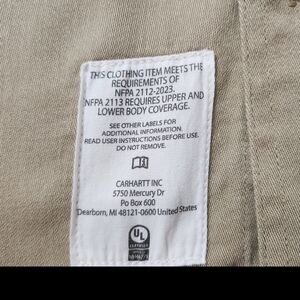 THIS CLOTHING ITEM MEETS THE
REQUIREMENTS OF
NFPA 2112-2023.
NFPA 2113 REQUIRES UPPER AND
LOWER BODY COVERAGE.
SEE OTHER LABELS FOR
ADDITIONAL INFORMATION.
READ USER INSTRUCTIONS BEFORE USE.
DO NOT REMOVE.
CARHARTT INC
5750 Mercury Dr
Po Box 600
Dearborn, MI 48121-0600 United States
UL